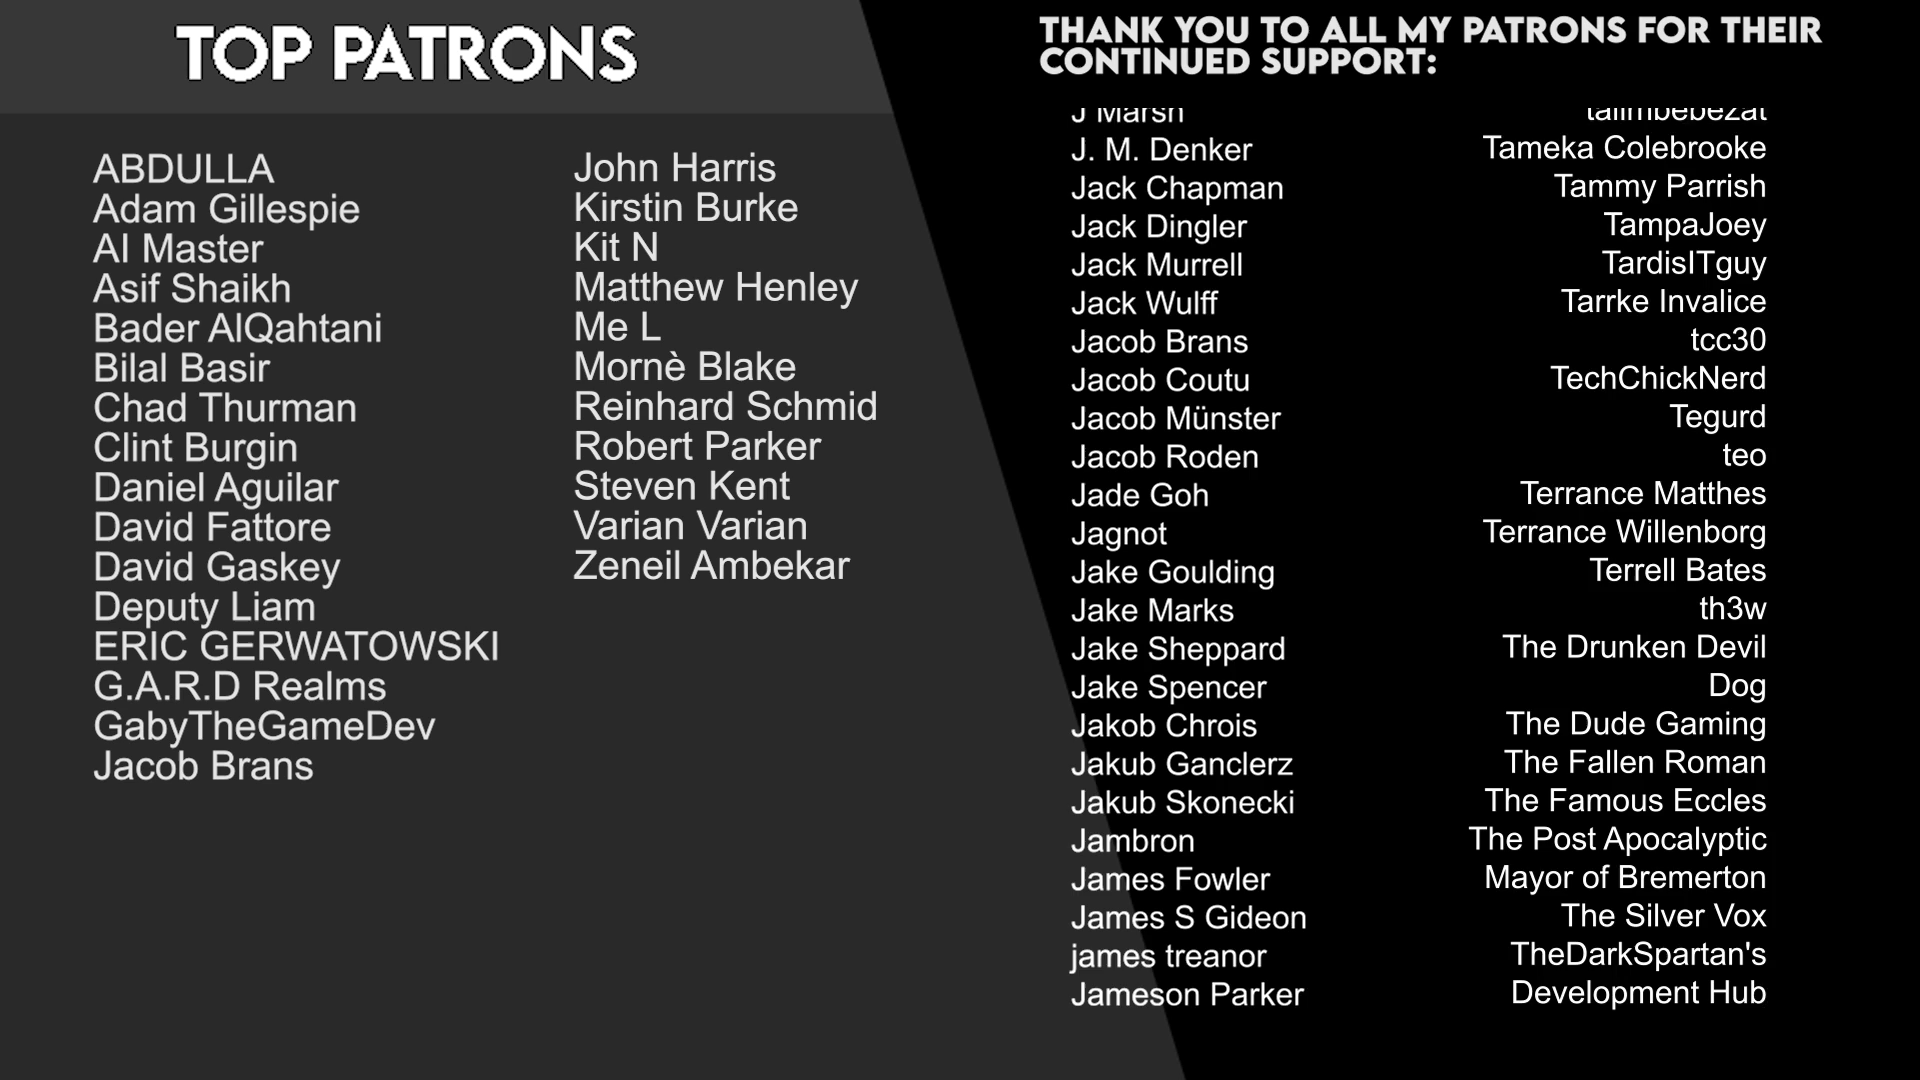 TOP PATRONS
ABDULLA
Adam Gillespie
AI Master
Asif Shaikh
Bader AlQahtani
Bilal Basir
Chad Thurman
Clint Burgin
Daniel Aguilar
David Fattore
David Gaskey
Deputy Liam
ERIC GERWATOWSKI
G.A.R.D Realms
GabyTheGameDev
Jacob Brans
John Harris
Kirstin Burke
Kit N
Matthew Henley
Me L
Mornè Blake
Reinhard Schmid
Robert Parker
Steven Kent
Varian Varian
Zeneil Ambekar
THANK YOU TO ALL MY PATRONS FOR THEIR
CONTINUED SUPPORT:
J Marsh
J. M. Denker
Jack Chapman
Jack Dingler
Jack Murrell
Jack Wulff
Jacob Brans
Jacob Coutu
Jacob Münster
Jacob Roden
Jade Goh
Jagnot
Jake Goulding
Jake Marks
Jake Sheppard
Jake Spencer
Jakob Chrois
Jakub Ganclerz
Jakub Skonecki
Jambron
James Fowler
James S Gideon
james treanor
Jameson Parker
Tameka Colebrooke
Tammy Parrish
TampaJoey
TardisITguy
Tarrke Invalice
tcc30
TechChickNerd
Tegurd
teo
Terrance Matthes
Terrance Willenborg
Terrell Bates
th3w
The Drunken Devil
Dog
The Dude Gaming
The Fallen Roman
The Famous Eccles
The Post Apocalyptic
Mayor of Bremerton
The Silver Vox
TheDarkSpartan's
Development Hub